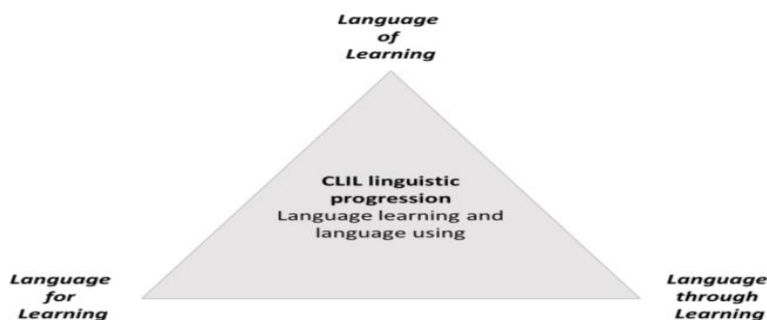 Language
of
Learning
CLIL linguistic
progression
Language learning and
language using
Language
for
Learning
Language
through
Learning